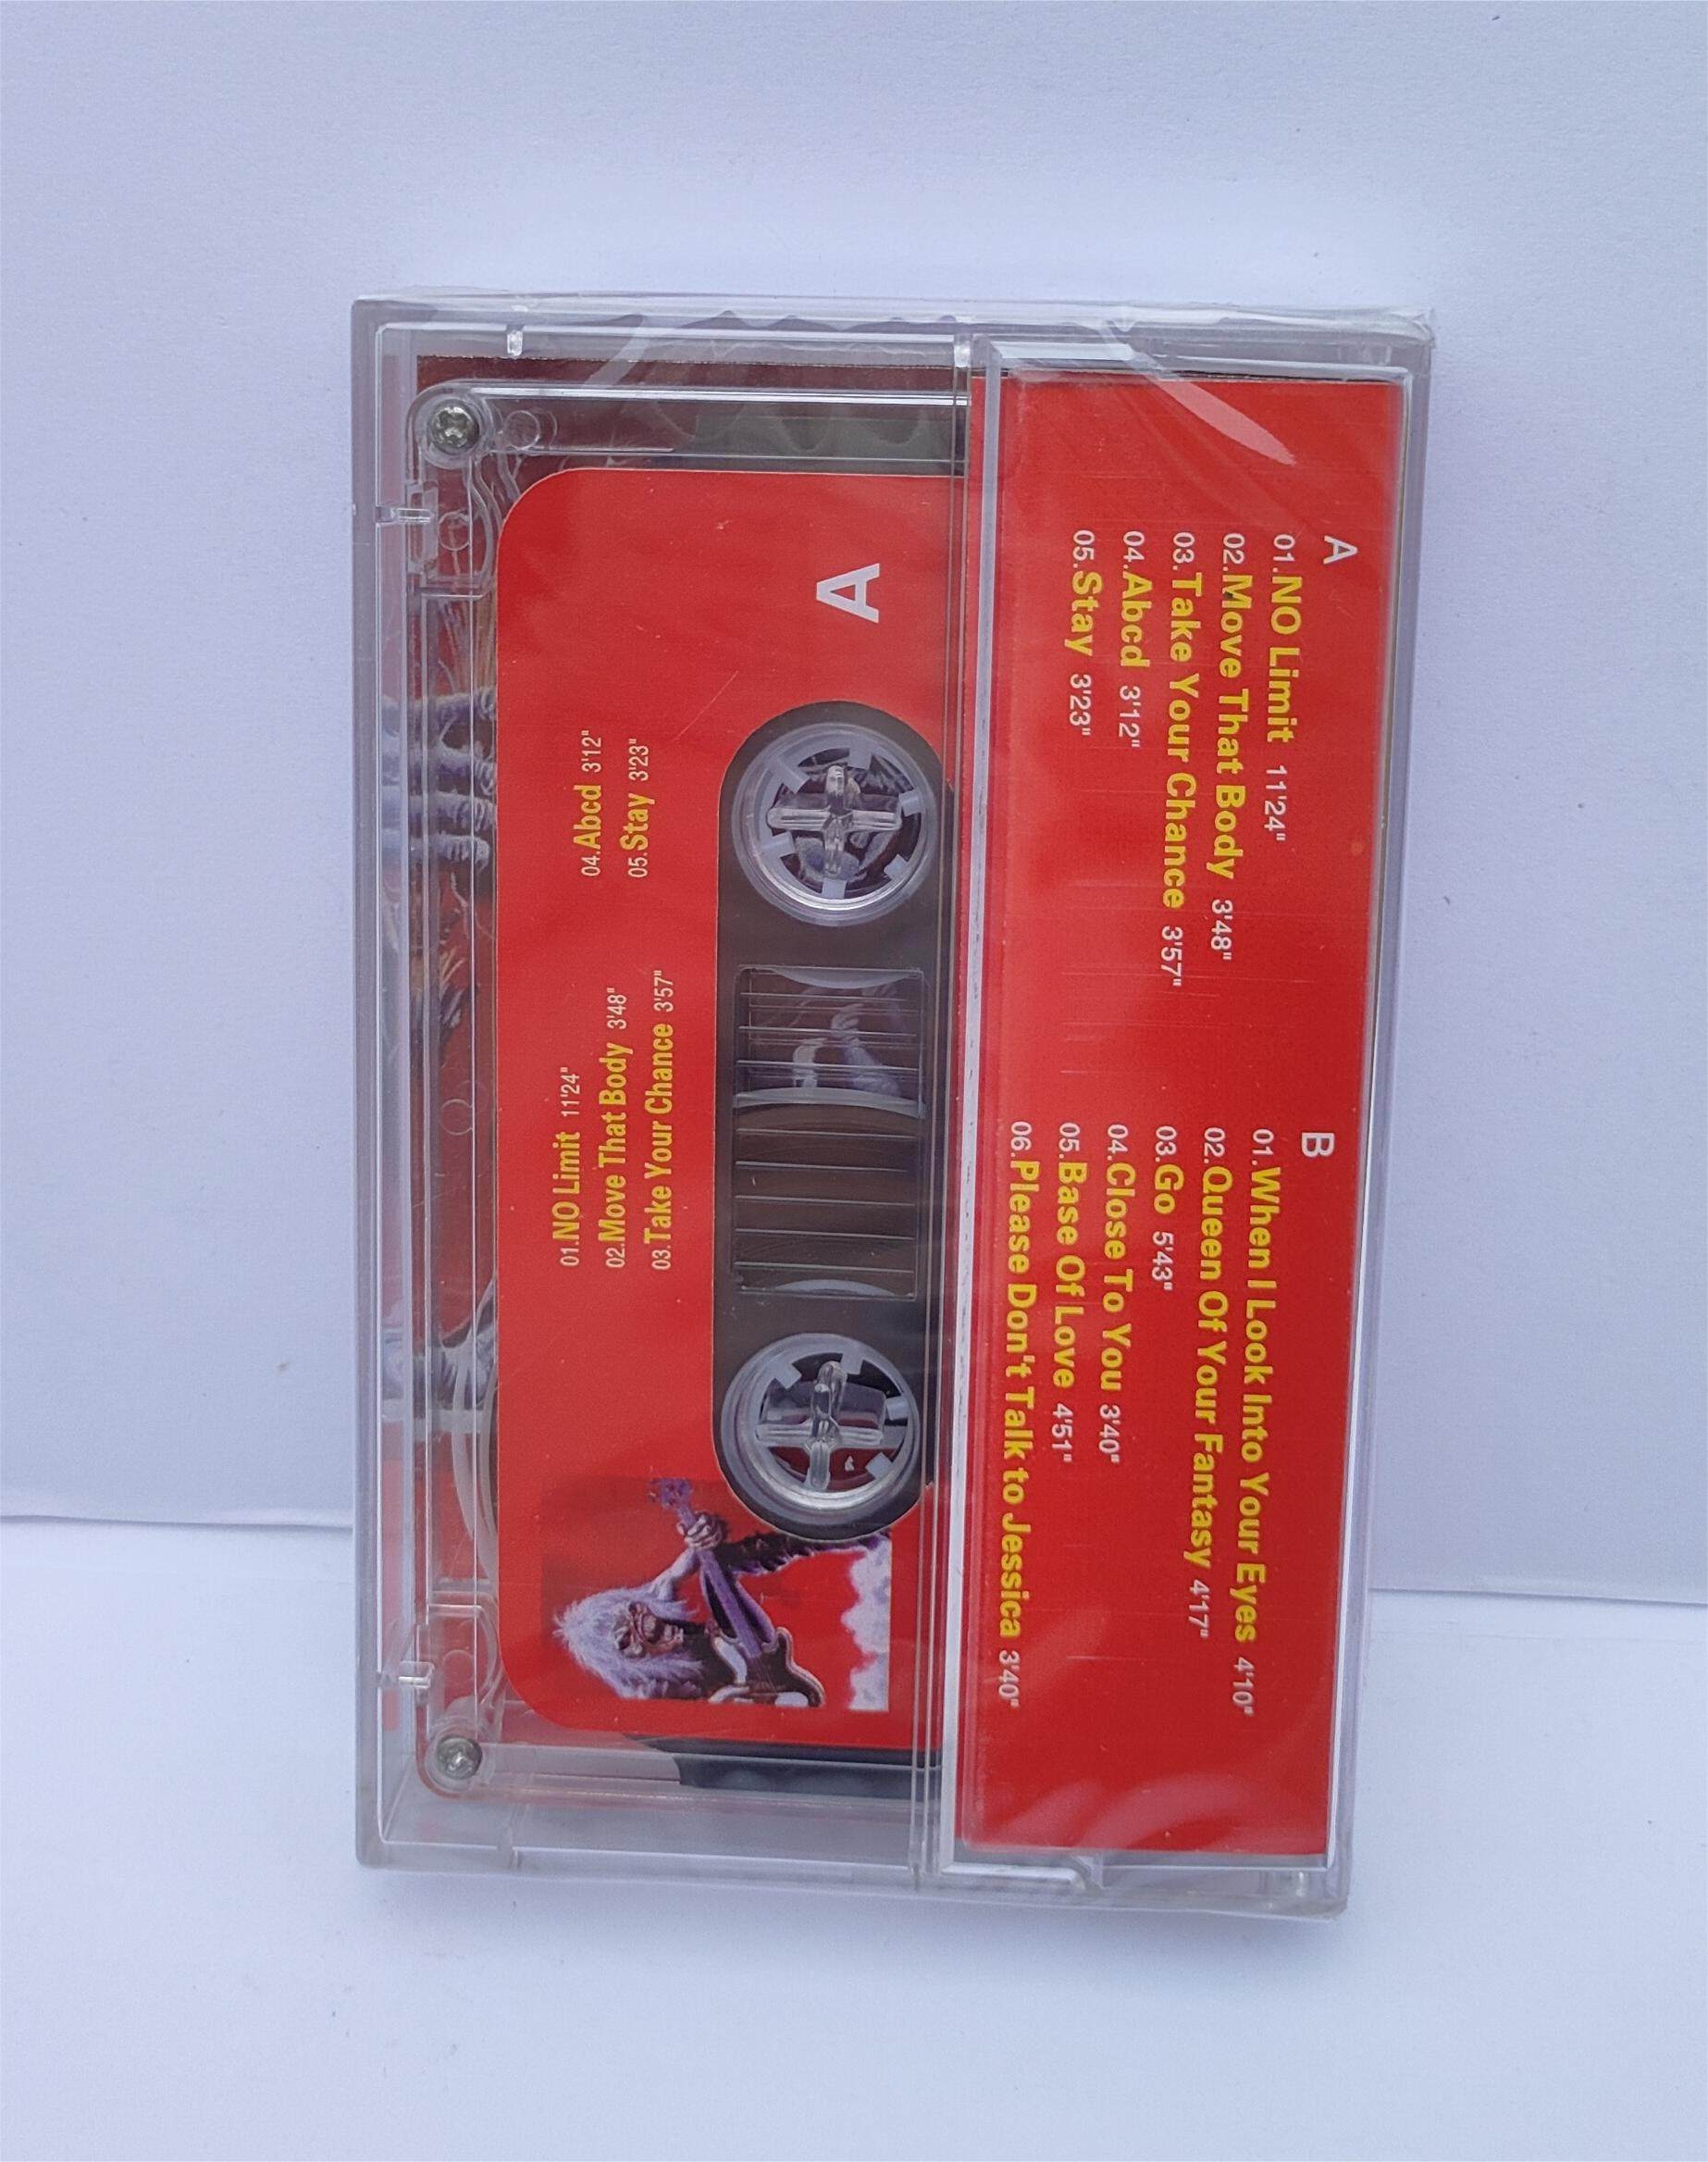 A
01.NO Limit 11'24"
02.Move That Body 3'48"
03.Take Your Chance 3'57"
04.Abcd 3'12"
05.Stay 3'23"
B
01.When I Look Into Your Eyes 4'10"
02.Queen Of Your Fantasy 4'17"
03.Go 5'43"
04.Close To You 3'40"
05.Base Of Love 4'51"
06.Please Don't Talk to Jessica 3'40"
A
01.NO Limit 11'24"
02.Move That Body 3'48"
03.Take Your Chance 3'57"
04.Abcd 3'12"
05.Stay 3'23"